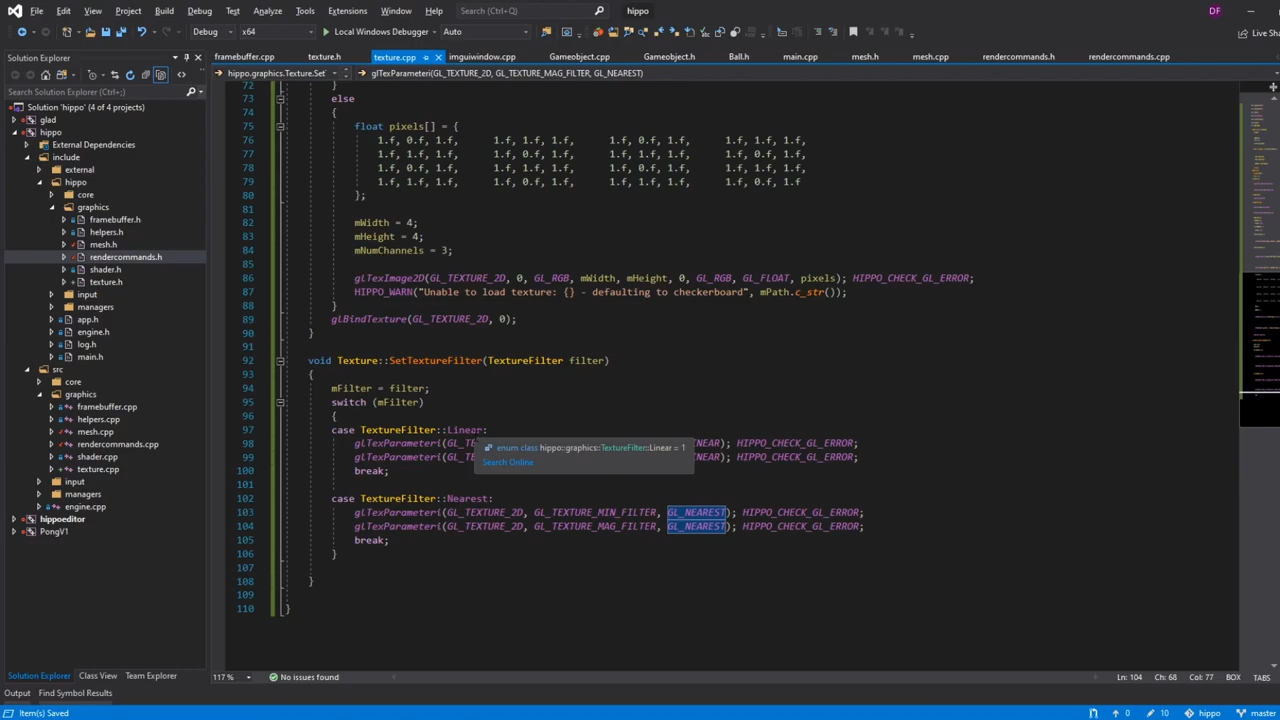 File Edit View Project Build Debug Test Analyze Tools Extensions Window Help Search (Ctrl+Q) hippo DF
Debug x64 Local Windows Debugger Auto Live Sha
Solution Explorer
framebuffer.cpp texture.h texture.cpp imguiwindow.cpp Gameobject.cpp Gameobject.h Ball.h main.cpp mesh.h mesh.cpp rendercommands.h rendercommands.cpp
hippo.graphics.Texture.Set glTexParameteri(GL_TEXTURE_2D, GL_TEXTURE_MAG_FILTER, GL_NEAREST)
Search Solution Explorer (Ctrl+;)
Solution 'hippo' (4 of 4 projects)
glad
hippo
External Dependencies
include
external
hippo
core
graphics
framebuffer.h
helpers.h
mesh.h
rendercommands.h
shader.h
texture.h
input
managers
app.h
engine.h
log.h
main.h
src
core
graphics
framebuffer.cpp
helpers.cpp
mesh.cpp
rendercommands.cpp
shader.cpp
texture.cpp
input
managers
engine.cpp
hippoeditor
PongV1
72 }
73 else
74 {
75 float pixels[] = {
76 1.f, 0.f, 1.f, 1.f, 1.f, 1.f, 1.f, 0.f, 1.f, 1.f, 1.f, 1.f,
77 1.f, 1.f, 1.f, 1.f, 0.f, 1.f, 1.f, 1.f, 1.f, 1.f, 0.f, 1.f,
78 1.f, 0.f, 1.f, 1.f, 1.f, 1.f, 1.f, 0.f, 1.f, 1.f, 1.f, 1.f,
79 1.f, 1.f, 1.f, 1.f, 0.f, 1.f, 1.f, 1.f, 1.f, 1.f, 0.f, 1.f
80 };
81
82 mWidth = 4;
83 mHeight = 4;
84 mNumChannels = 3;
85
86 glTexImage2D(GL_TEXTURE_2D, 0, GL_RGB, mWidth, mHeight, 0, GL_RGB, GL_FLOAT, pixels); HIPPO_CHECK_GL_ERROR;
87 HIPPO_WARN("Unable to load texture: {} - defaulting to checkerboard", mPath.c_str());
88 }
89 glBindTexture(GL_TEXTURE_2D, 0);
90 }
91
92 void Texture::SetTextureFilter(TextureFilter filter)
93 {
94 mFilter = filter;
95 switch (mFilter)
96 {
97 case TextureFilter::Linear:
98 glTexParameteri(GL_TE NEAR); HIPPO_CHECK_GL_ERROR;
99 glTexParameteri(GL_TE NEAR); HIPPO_CHECK_GL_ERROR;
100 break;
101
102 case TextureFilter::Nearest:
103 glTexParameteri(GL_TEXTURE_2D, GL_TEXTURE_MIN_FILTER, GL_NEAREST); HIPPO_CHECK_GL_ERROR;
104 glTexParameteri(GL_TEXTURE_2D, GL_TEXTURE_MAG_FILTER, GL_NEAREST); HIPPO_CHECK_GL_ERROR;
105 break;
106 }
107
108 }
109
110 }
enum class hippo::graphics::TextureFilter::Linear = 1
Search Online
Solution Explorer Class View Team Explorer
117 % No issues found Ln: 104 Ch: 68 Col: 77 BOX TABS
Output Find Symbol Results
Item(s) Saved 0 10 hippo master